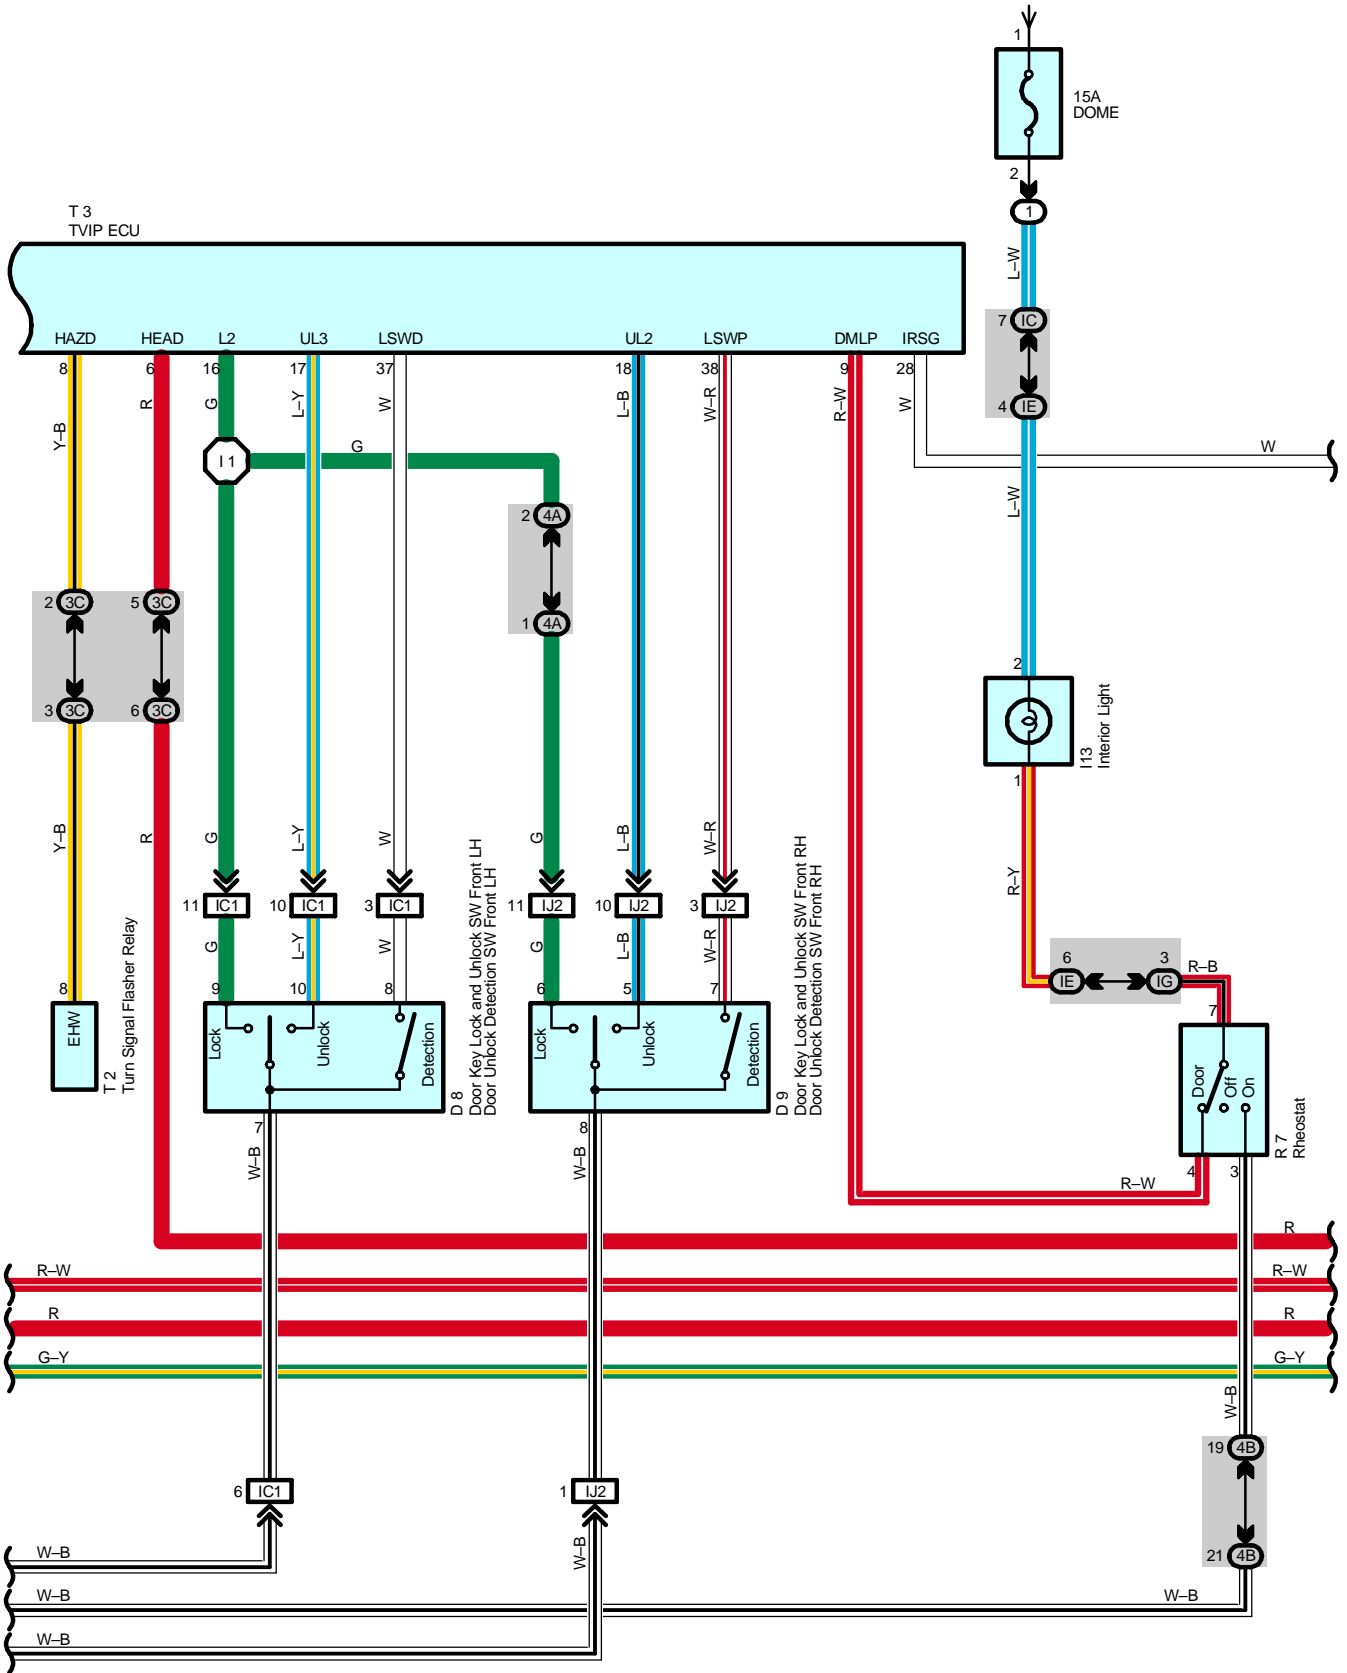 1
15A
DOME
2
1
T 3
TVIP ECU
L–W
HAZD
HEAD
L2
UL3
LSWD
UL2
LSWP
DMLP
IRSG
7
IC
8
6
16
17
37
18
38
9
28
Y–B
R
G
L–Y
W
L–B
W–R
R–W
W
4
IE
I 1
G
W
L–W
2
4A
1
4A
2
3C
5
3C
3
3C
6
3C
2
I13
Interior Light
1
Y–B
R
G
L–Y
W
G
L–B
W–R
R–Y
11
IC1
10
IC1
3
IC1
11
IJ2
10
IJ2
3
IJ2
G
L–Y
W
G
L–B
W–R
6
IE
3
IG
R–B
8
EHW
T 2
Turn Signal Flasher Relay
9
10
8
Lock
Unlock
Detection
D 8
Door Key Lock and Unlock SW Front LH
Door Unlock Detection SW Front LH
6
5
7
Lock
Unlock
Detection
D 9
Door Key Lock and Unlock SW Front RH
Door Unlock Detection SW Front RH
7
Door
Off
On
R 7
Rheostat
7
W–B
8
W–B
4
3
R–W
R
R–W
R–W
R
R
G–Y
G–Y
W–B
19
4B
6
IC1
1
IJ2
W–B
21
4B
W–B
W–B
W–B
W–B